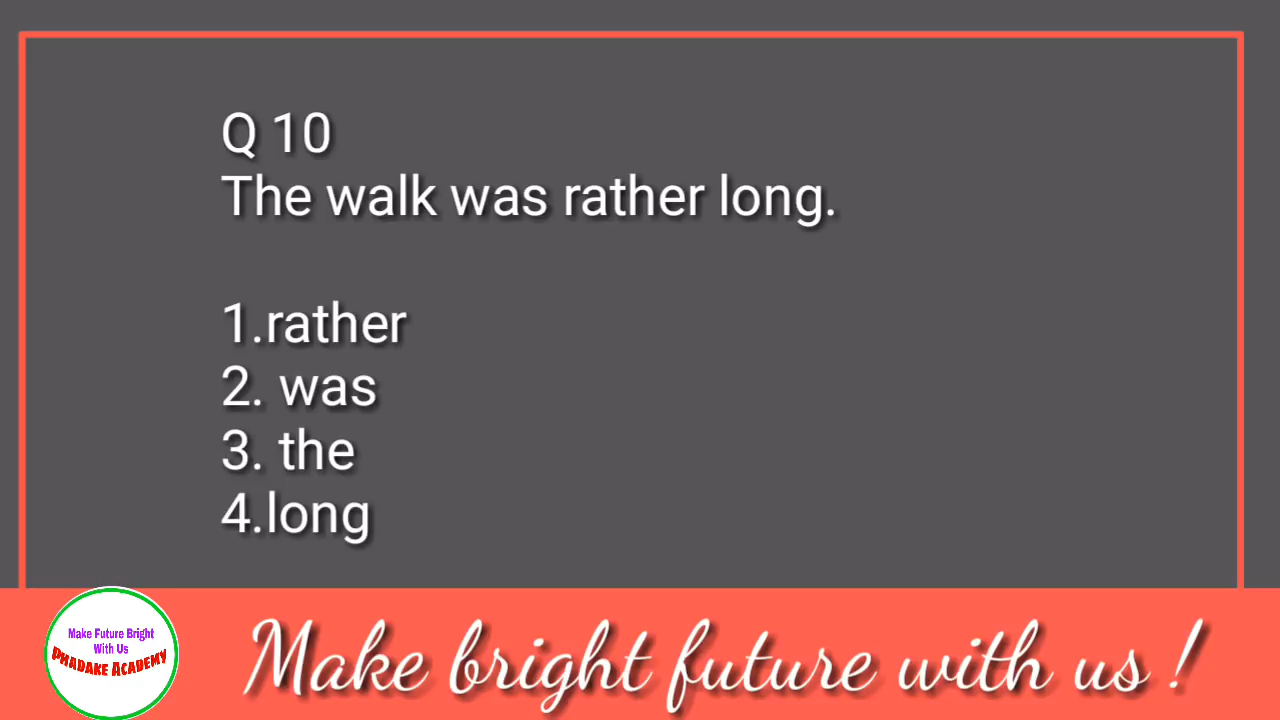 Q 10
The walk was rather long.
1.rather
2. was
3. the
4.long
Make Future Bright
With Us
PHADAKE ACADEMY
Make bright future with us !